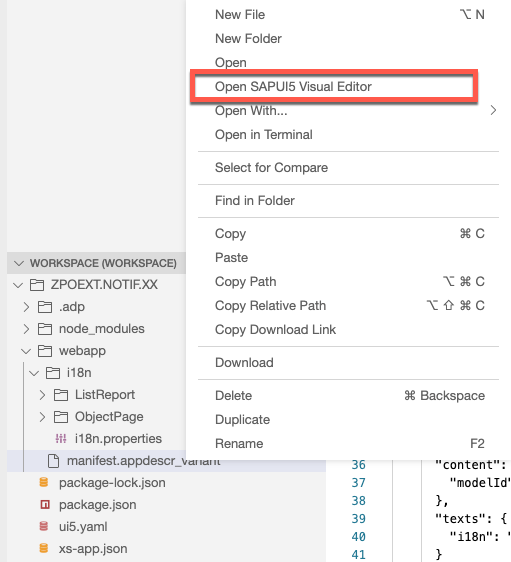 New File ⌥ N
New Folder
Open
Open SAPUI5 Visual Editor
Open With...
Open in Terminal
Select for Compare
Find in Folder
Copy ⌘ C
Paste
Copy Path ⌥ ⌘ C
Copy Relative Path ⌥ ⇧ ⌘ C
Copy Download Link
Download
Delete ⌘ Backspace
Duplicate
Rename F2
WORKSPACE (WORKSPACE)
ZPOEXT.NOTIF.XX
.adp
node_modules
webapp
i18n
ListReport
ObjectPage
i18n.properties
manifest.appdescr_variant
package-lock.json
package.json
ui5.yaml
xs-app.json
36 "content":
37 "modelId"
38 },
39 "texts": {
40 "i18n": "
41 }